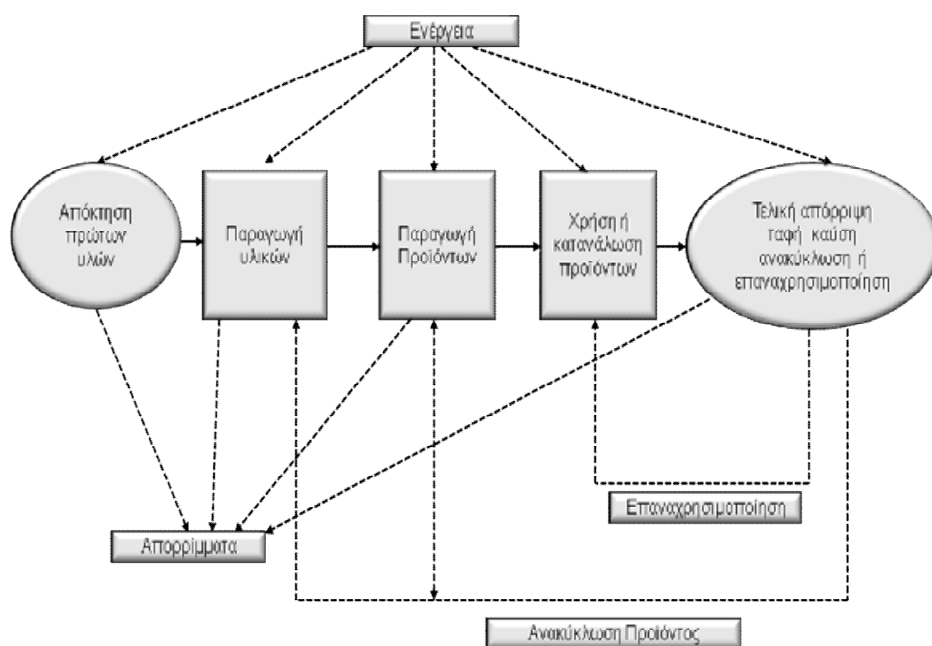 Ενέργεια
Απόκτηση
πρώτων
υλών
Παραγωγή
υλικών
Παραγωγή
Προϊόντων
Χρήση ή
κατανάλωση
προϊόντων
Τελική απόρριψη
ταφή καύση
ανακύκλωση ή
επαναχρησιμοποίηση
Επαναχρησιμοποίηση
Απορρίμματα
Ανακύκλωση Προϊόντος